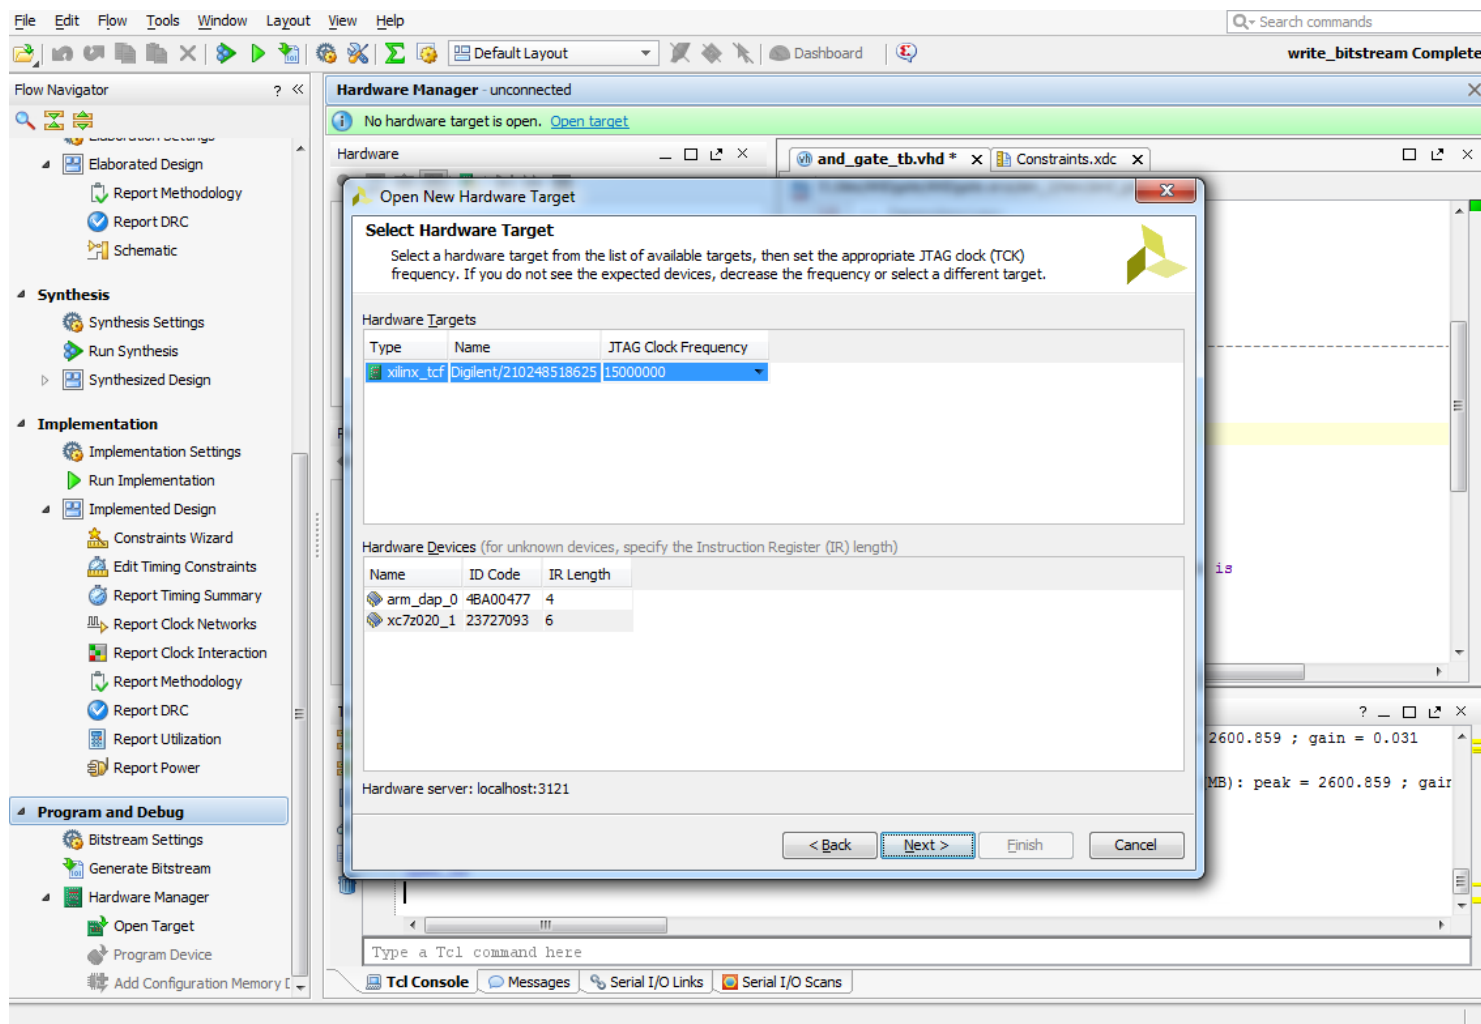 File Edit Flow Tools Window Layout View Help
Search commands
Default Layout
Dashboard
write_bitstream Complete
Flow Navigator ?
Hardware Manager - unconnected
No hardware target is open. Open target
Elaborated Design
Report Methodology
Report DRC
Schematic
Synthesis
Synthesis Settings
Run Synthesis
Synthesized Design
Implementation
Implementation Settings
Run Implementation
Implemented Design
Constraints Wizard
Edit Timing Constraints
Report Timing Summary
Report Clock Networks
Report Clock Interaction
Report Methodology
Report DRC
Report Utilization
Report Power
Program and Debug
Bitstream Settings
Generate Bitstream
Hardware Manager
Open Target
Program Device
Add Configuration Memory D
Hardware
and_gate_tb.vhd *
Constraints.xdc
Open New Hardware Target
Select Hardware Target
Select a hardware target from the list of available targets, then set the appropriate JTAG clock (TCK)
frequency. If you do not see the expected devices, decrease the frequency or select a different target.
Hardware Targets
Type Name JTAG Clock Frequency
xilinx_tcf Digilent/210248518625 15000000
Hardware Devices (for unknown devices, specify the Instruction Register (IR) length)
Name ID Code IR Length
arm_dap_0 4BA00477 4
xc7z020_1 23727093 6
Hardware server: localhost:3121
< Back Next > Finish Cancel
is
?
2600.859 ; gain = 0.031
MB): peak = 2600.859 ; gain
Type a Tcl command here
Tcl Console Messages Serial I/O Links Serial I/O Scans